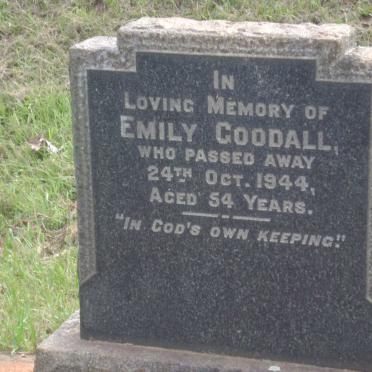 IN
LOVING MEMORY OF
EMILY GOODALL,
WHO PASSED AWAY
24TH OCT. 1944,
AGED 54 YEARS.
"IN GOD'S OWN KEEPING."